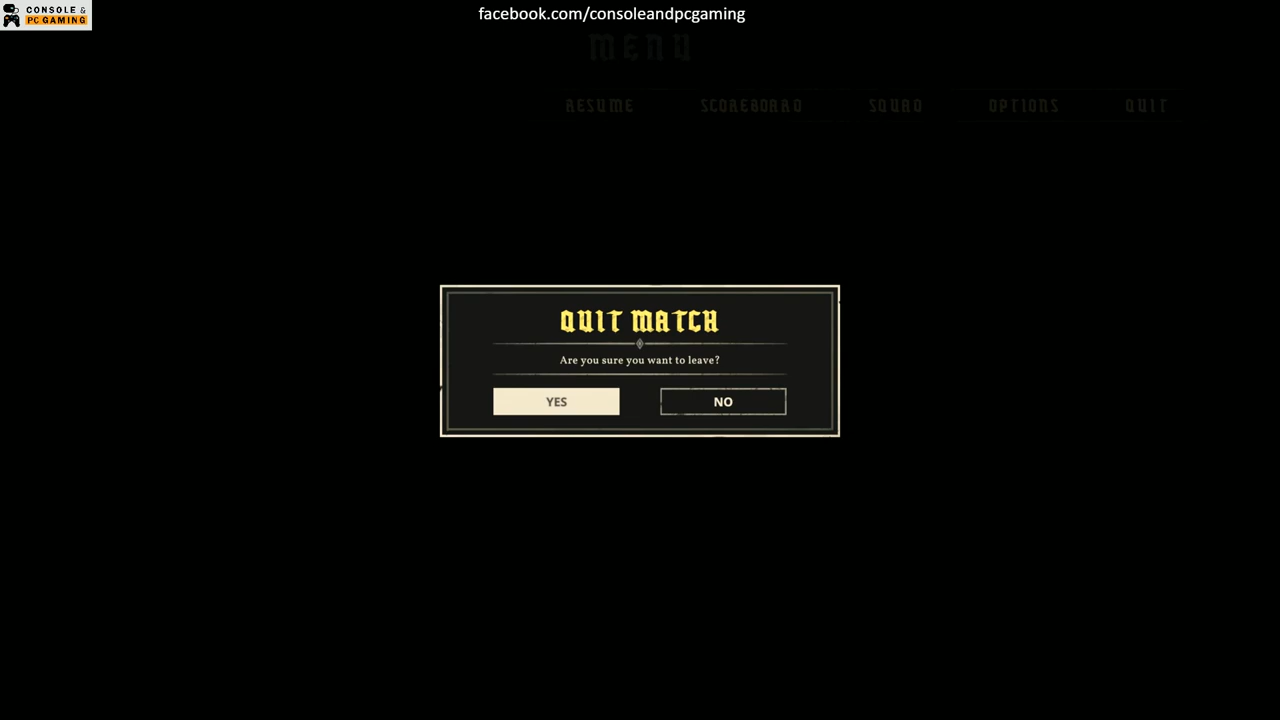 CONSOLE &
PC GAMING
facebook.com/consoleandpcgaming
MENU
RESUME SCOREBOARD SQUAD OPTIONS QUIT
QUIT MATCH
Are you sure you want to leave?
YES NO